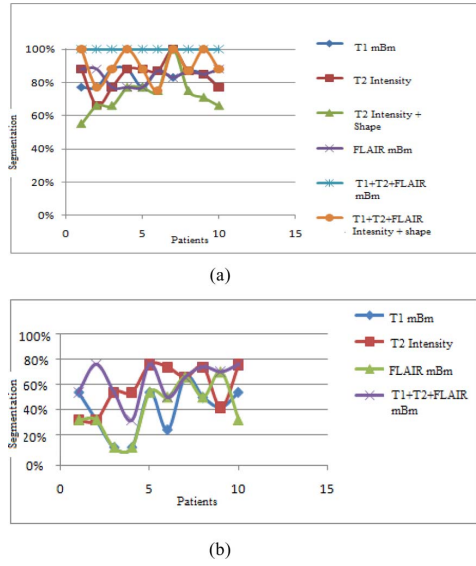 100%
80%
60%
40%
20%
0%
Segmentation
0
5
10
15
Patients
T1 mBm
T2 Intensity
T2 Intensity +
Shape
FLAIR mBm
T1+T2+FLAIR
mBm
T1+T2+FLAIR
Intesnity + shape
(a)
100%
80%
60%
40%
20%
0%
Segmentation
0
5
10
15
Patients
T1 mBm
T2 Intensity
FLAIR mBm
T1+T2+FLAIR
mBm
(b)